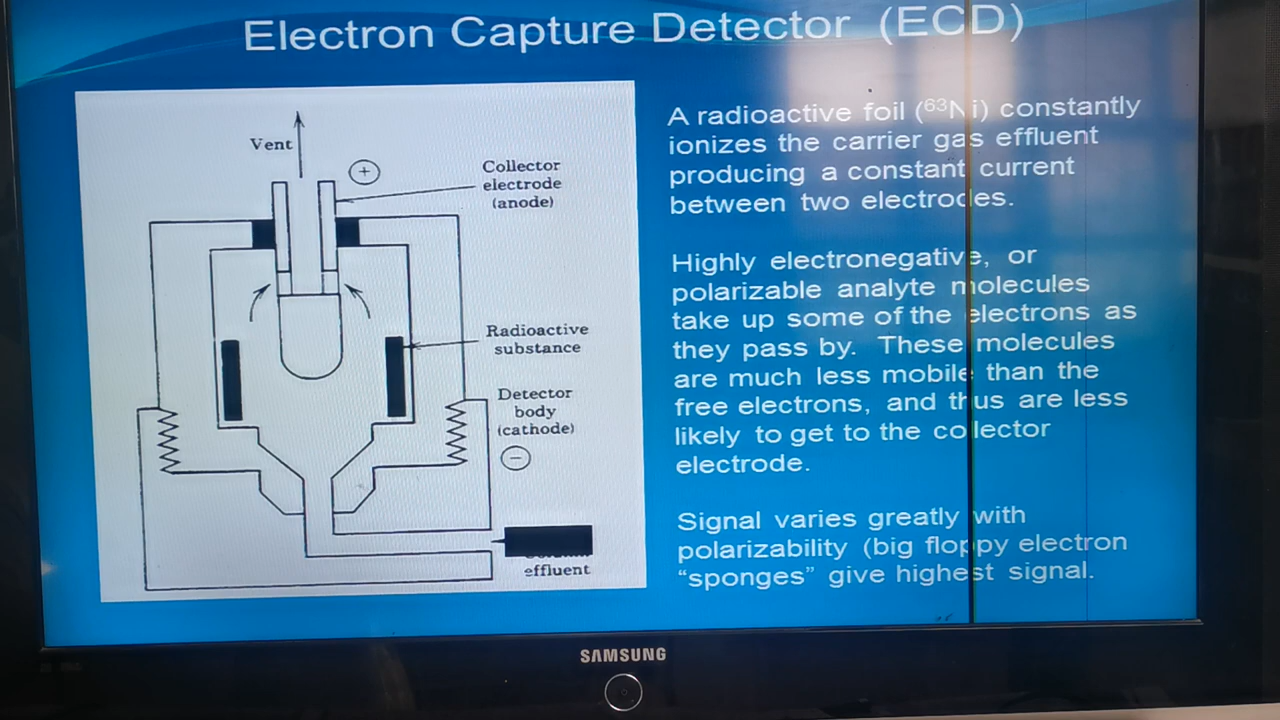 Electron Capture Detector (ECD)
Vent
+
Collector
electrode
(anode)
Radioactive
substance
Detector
body
(cathode)
−
effluent
A radioactive foil (⁶³Ni) constantly
ionizes the carrier gas effluent
producing a constant current
between two electrodes.
Highly electronegative, or
polarizable analyte molecules
take up some of the electrons as
they pass by. These molecules
are much less mobile than the
free electrons, and thus are less
likely to get to the collector
electrode.
Signal varies greatly with
polarizability (big floppy electron
“sponges” give highest signal.
SAMSUNG